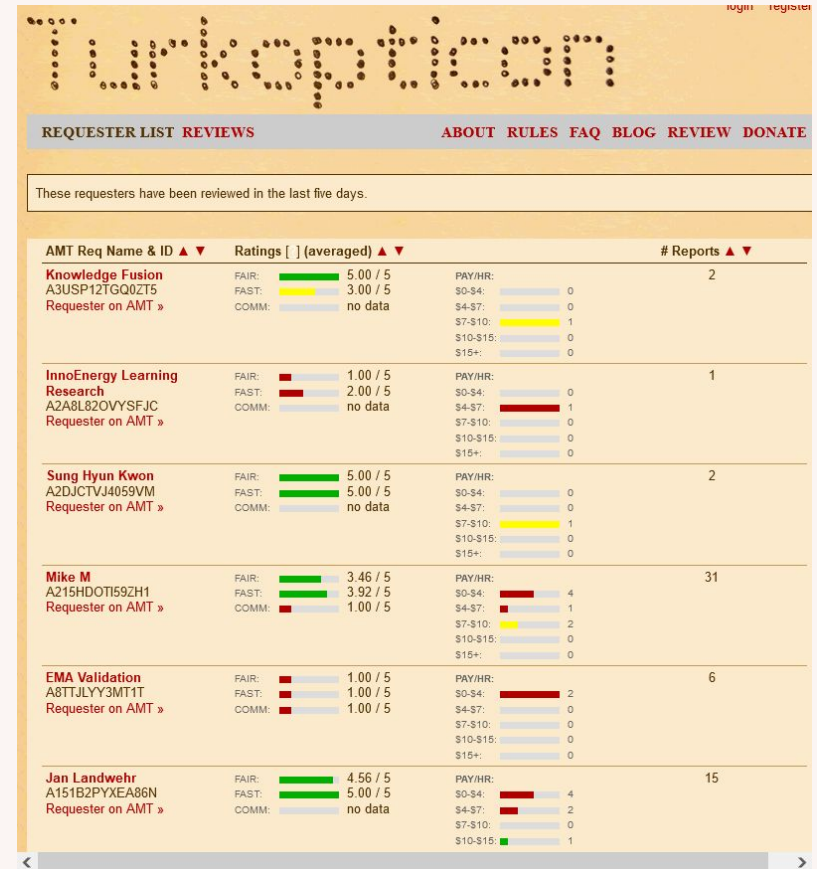 login register
Turkopticon
REQUESTER LIST REVIEWS ABOUT RULES FAQ BLOG REVIEW DONATE
These requesters have been reviewed in the last five days.
AMT Req Name & ID ▲ ▼ Ratings [ ] (averaged) ▲ ▼ # Reports ▲ ▼
Knowledge Fusion FAIR: 5.00 / 5 PAY/HR: 2
A3USP12TGQ0ZT5 FAST: 3.00 / 5 $0-$4: 0
Requester on AMT » COMM: no data $4-$7: 0
$7-$10: 1
$10-$15: 0
$15+: 0
InnoEnergy Learning FAIR: 1.00 / 5 PAY/HR: 1
Research FAST: 2.00 / 5 $0-$4: 0
A2A8L82OVYSFJC COMM: no data $4-$7: 1
Requester on AMT » $7-$10: 0
$10-$15: 0
$15+: 0
Sung Hyun Kwon FAIR: 5.00 / 5 PAY/HR: 2
A2DJCTVJ4059VM FAST: 5.00 / 5 $0-$4: 0
Requester on AMT » COMM: no data $4-$7: 0
$7-$10: 1
$10-$15: 0
$15+: 0
Mike M FAIR: 3.46 / 5 PAY/HR: 31
A215HDOTI59ZH1 FAST: 3.92 / 5 $0-$4: 4
Requester on AMT » COMM: 1.00 / 5 $4-$7: 1
$7-$10: 2
$10-$15: 0
$15+: 0
EMA Validation FAIR: 1.00 / 5 PAY/HR: 6
A8TTJLYY3MT1T FAST: 1.00 / 5 $0-$4: 2
Requester on AMT » COMM: 1.00 / 5 $4-$7: 0
$7-$10: 0
$10-$15: 0
$15+: 0
Jan Landwehr FAIR: 4.56 / 5 PAY/HR: 15
A151B2PYXEA86N FAST: 5.00 / 5 $0-$4: 4
Requester on AMT » COMM: no data $4-$7: 2
$7-$10: 0
$10-$15: 1